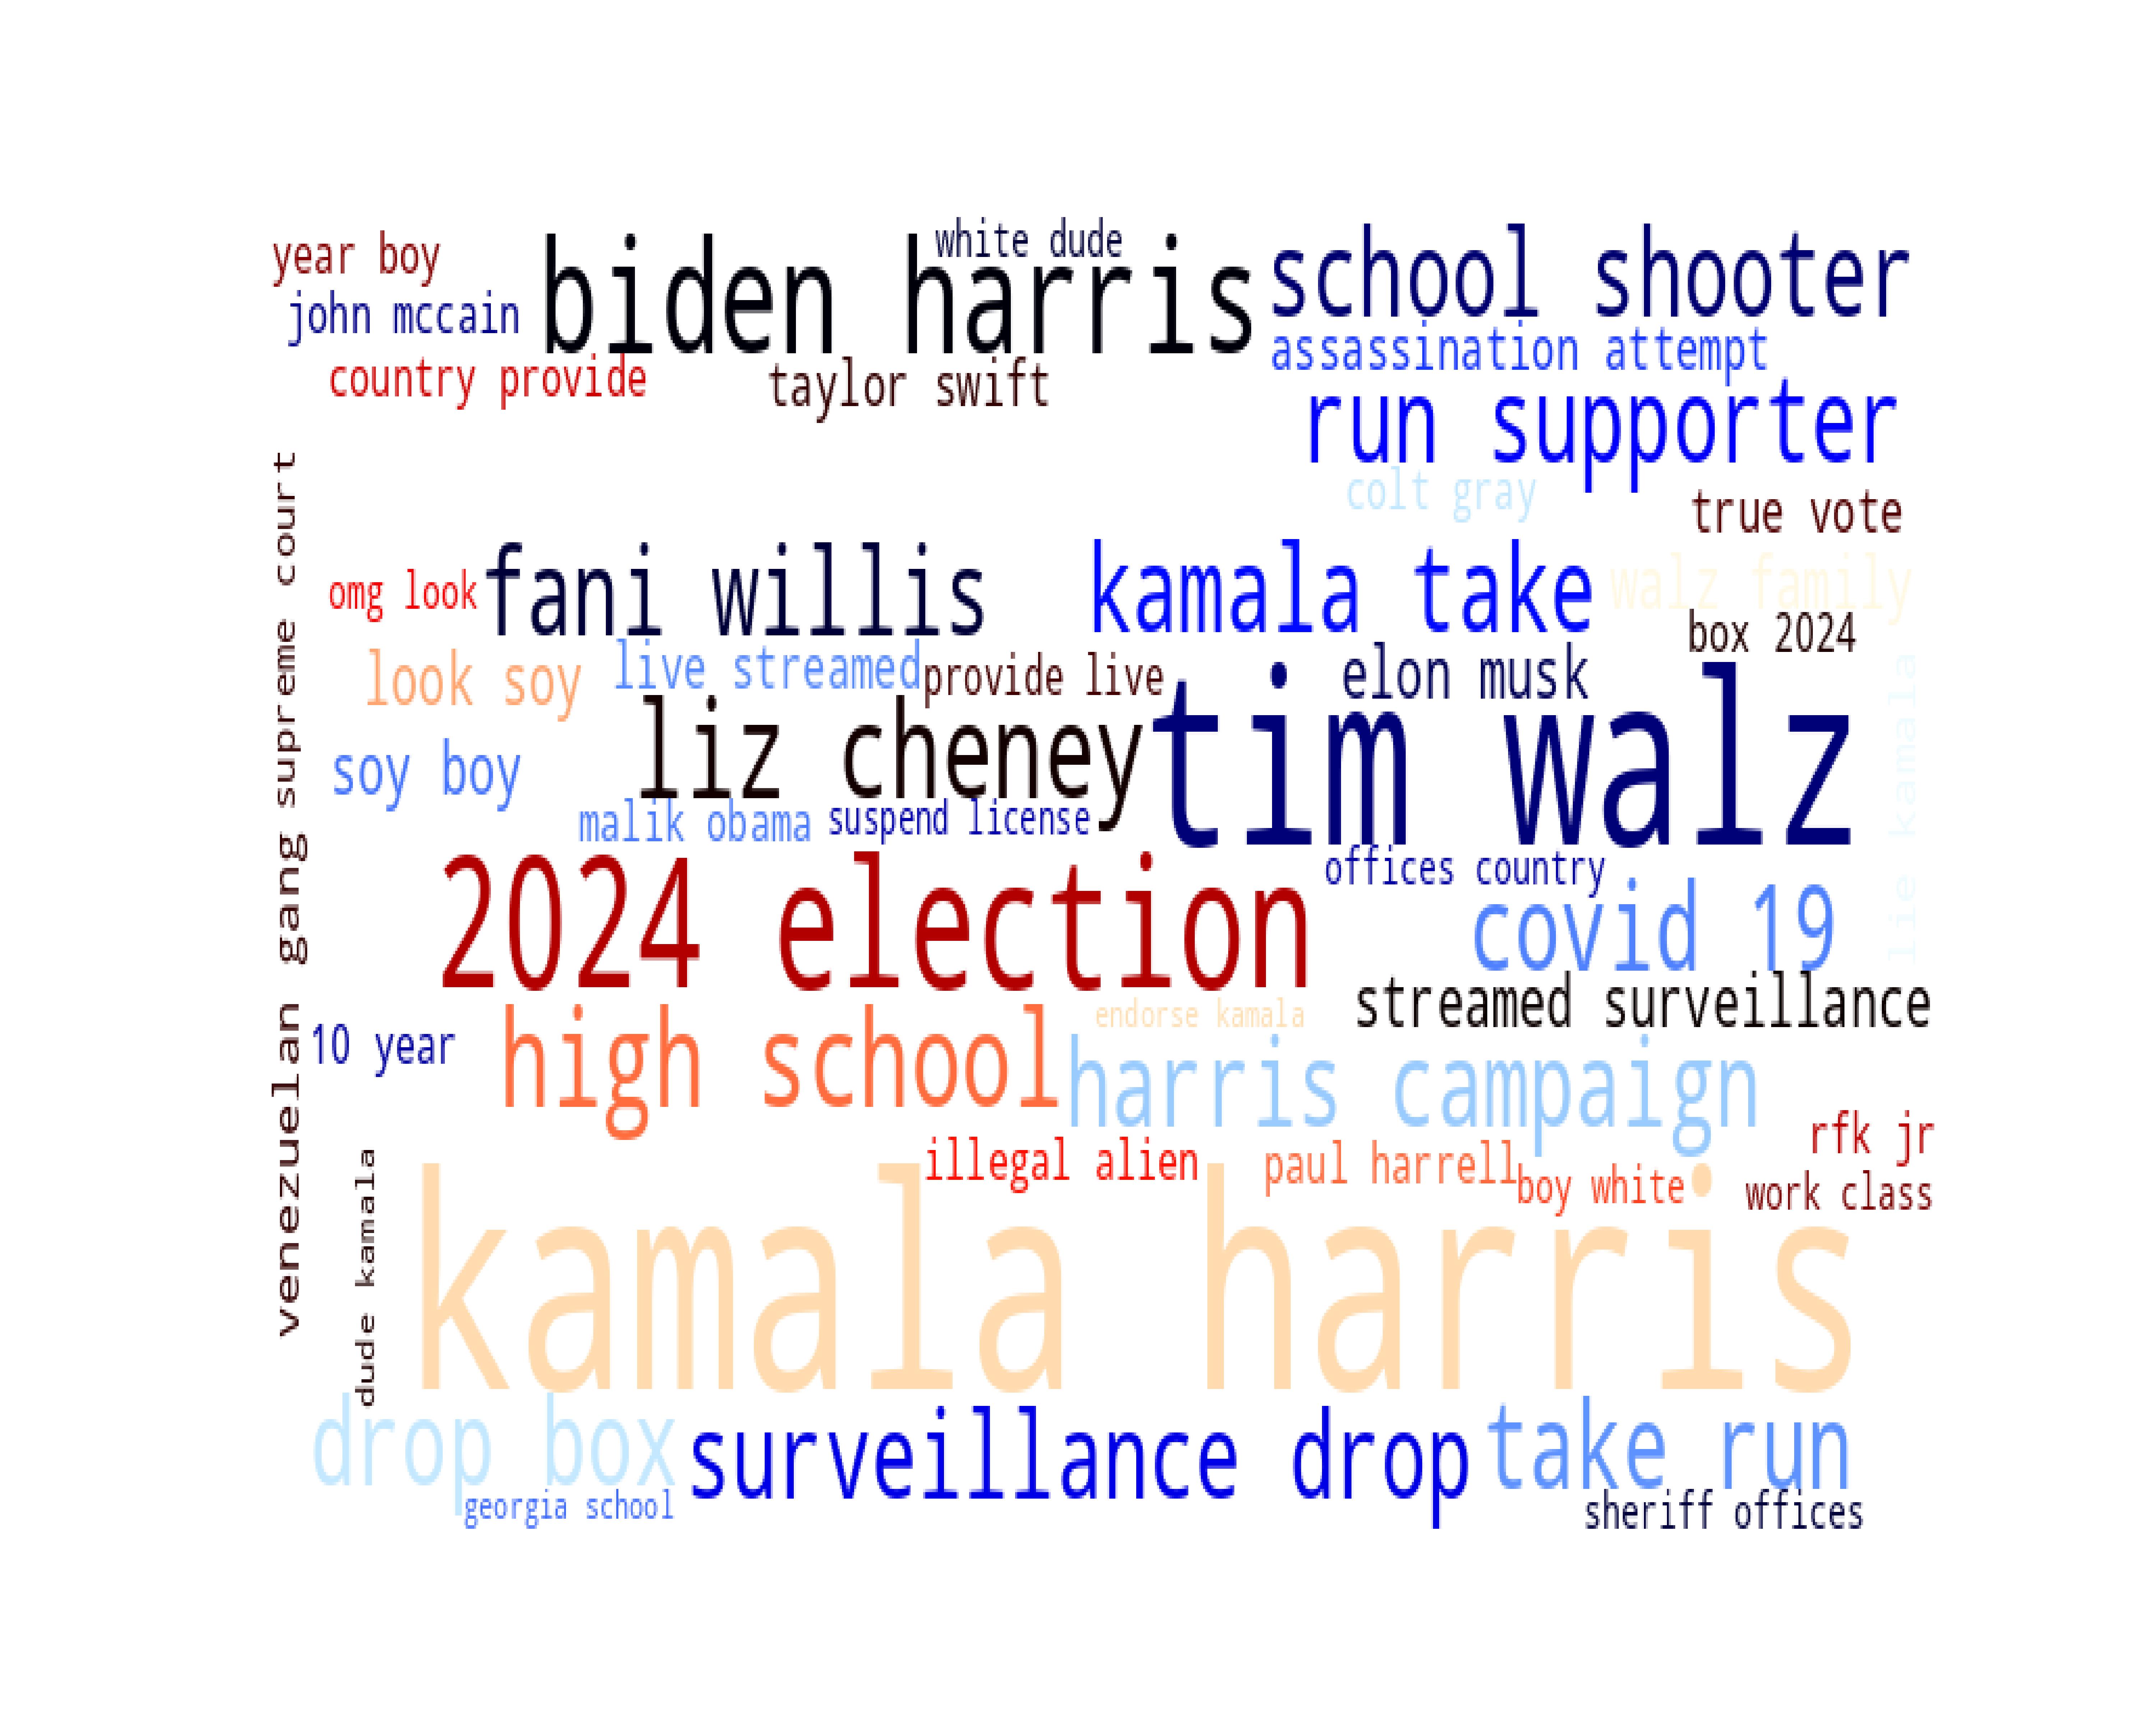 white dude
year boy
biden harris
school shooter
john mccain
assassination attempt
country provide
taylor swift
run supporter
colt gray
true vote
supreme court
fani willis
kamala take
walz family
omg look
box 2024
look soy
live streamed
provide live
elon musk
tim walz
liz cheney
soy boy
malik obama
suspend license
lie kamala
2024 election
offices country
covid 19
venezuelan gang
streamed surveillance
endorse kamala
10 year
high school
harris campaign
illegal alien
paul harrell
boy white
rfk jr
work class
dude kamala
kamala harris
drop box
surveillance drop
take run
georgia school
sheriff offices